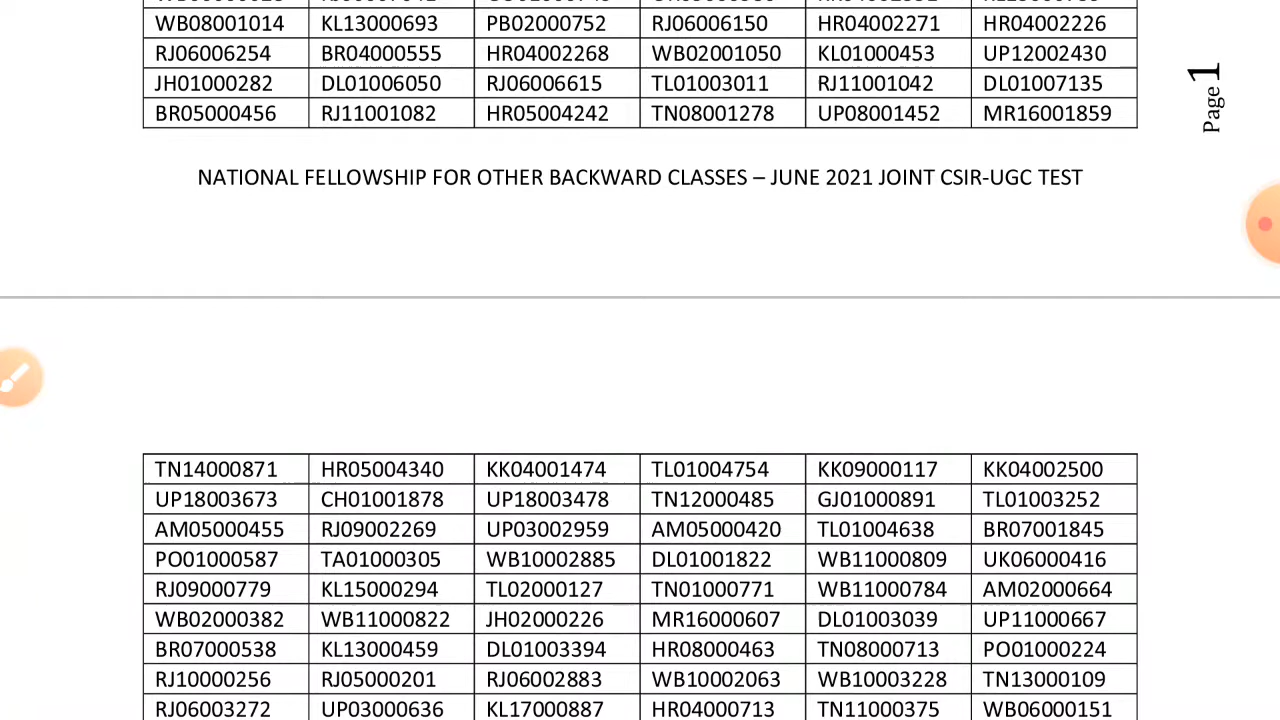 WB08001014 KL13000693 PB02000752 RJ06006150 HR04002271 HR04002226
RJ06006254 BR04000555 HR04002268 WB02001050 KL01000453 UP12002430
JH01000282 DL01006050 RJ06006615 TL01003011 RJ11001042 DL01007135
BR05000456 RJ11001082 HR05004242 TN08001278 UP08001452 MR16001859
Page 1
NATIONAL FELLOWSHIP FOR OTHER BACKWARD CLASSES – JUNE 2021 JOINT CSIR-UGC TEST
TN14000871 HR05004340 KK04001474 TL01004754 KK09000117 KK04002500
UP18003673 CH01001878 UP18003478 TN12000485 GJ01000891 TL01003252
AM05000455 RJ09002269 UP03002959 AM05000420 TL01004638 BR07001845
PO01000587 TA01000305 WB10002885 DL01001822 WB11000809 UK06000416
RJ09000779 KL15000294 TL02000127 TN01000771 WB11000784 AM02000664
WB02000382 WB11000822 JH02000226 MR16000607 DL01003039 UP11000667
BR07000538 KL13000459 DL01003394 HR08000463 TN08000713 PO01000224
RJ10000256 RJ05000201 RJ06002883 WB10002063 WB10003228 TN13000109
RJ06003272 UP03000636 KL17000887 HR04000713 TN11000375 WB06000151